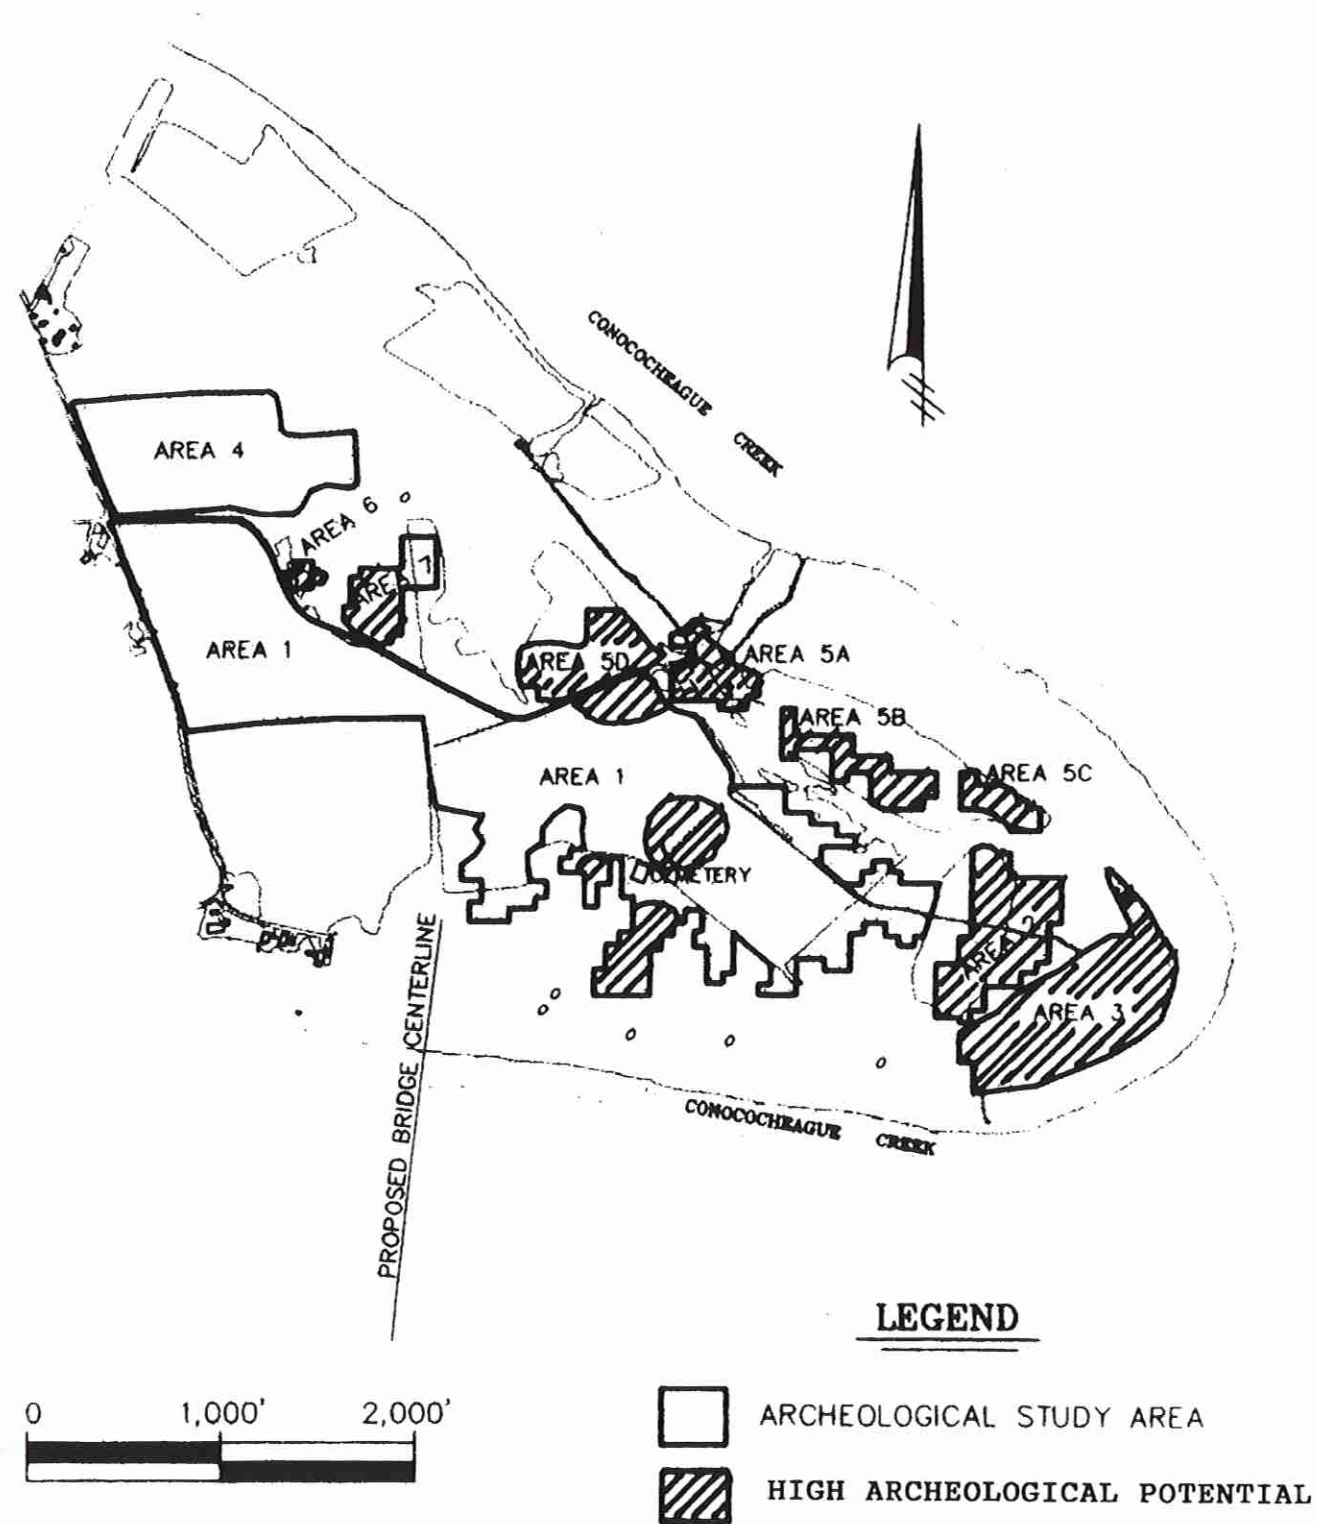 CONOCOCHEAGUE
CREEK
AREA 4
AREA 6
AREA 7
AREA 1
AREA 5D
AREA 5A
AREA 5B
AREA 5C
AREA 1
CEMETERY
AREA 2
AREA 3
PROPOSED BRIDGE CENTERLINE
CONOCOCHEAGUE CREEK
LEGEND
0 1,000' 2,000'
ARCHEOLOGICAL STUDY AREA
HIGH ARCHEOLOGICAL POTENTIAL